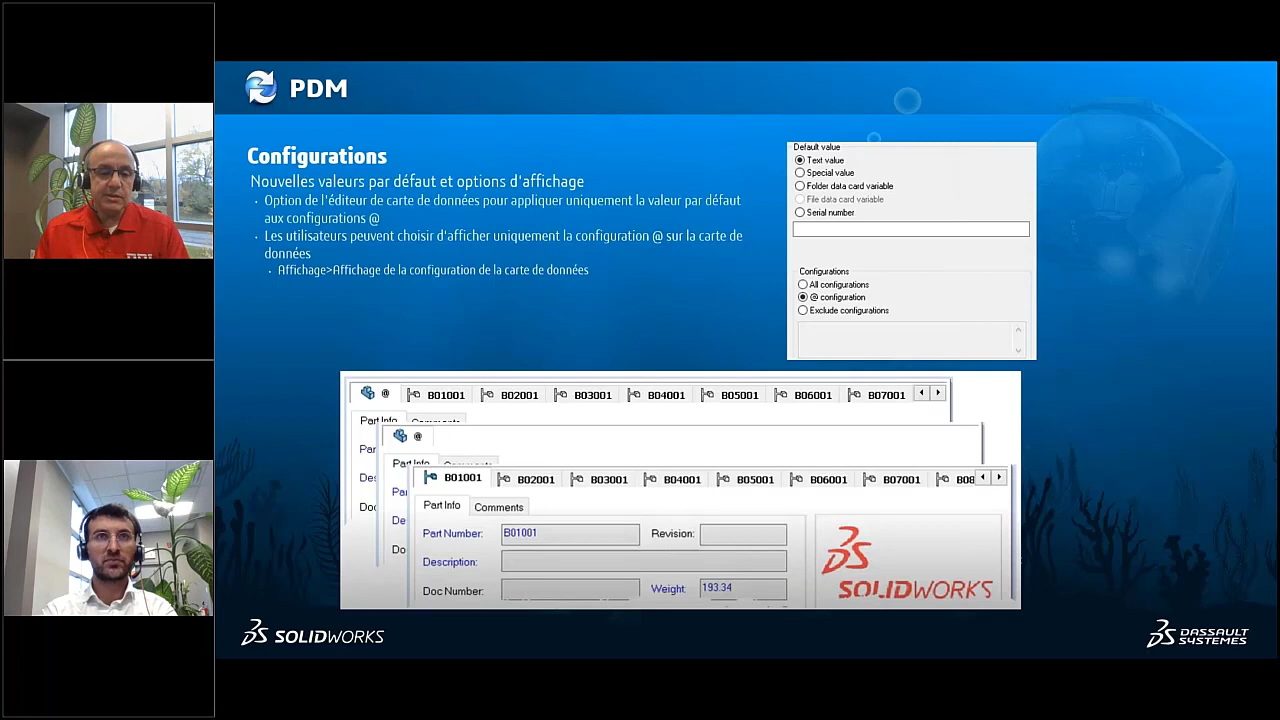 PDM
Configurations
Nouvelles valeurs par défaut et options d'affichage
· Option de l'éditeur de carte de données pour appliquer uniquement la valeur par défaut
aux configurations @
· Les utilisateurs peuvent choisir d'afficher uniquement la configuration @ sur la carte de
données
· Affichage>Affichage de la configuration de la carte de données
Default value
Text value
Special value
Folder data card variable
File data card variable
Serial number
Configurations
All configurations
@ configuration
Exclude configurations
@ B01001 B02001 B03001 B04001 B05001 B06001 B07001
Part Info Comments
@
Part Info Comments
B01001 B02001 B03001 B04001 B05001 B06001 B07001 B08
Part Info Comments
Part Number: B01001 Revision:
Description:
Doc Number: Weight: 193.34
SOLIDWORKS
SOLIDWORKS
DASSAULT
SYSTEMES